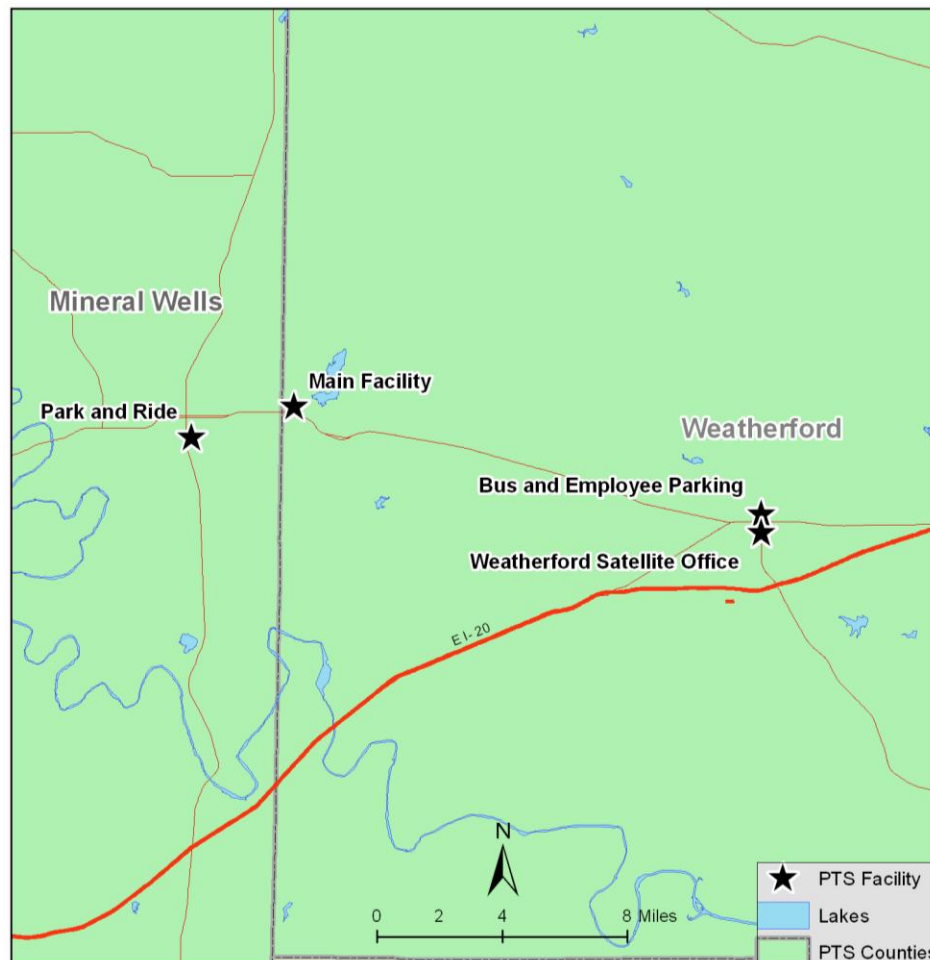 Mineral Wells
Main Facility
Park and Ride
Weatherford
Bus and Employee Parking
Weatherford Satellite Office
E I-20
N
0 2 4 8 Miles
PTS Facility
Lakes
PTS Counties